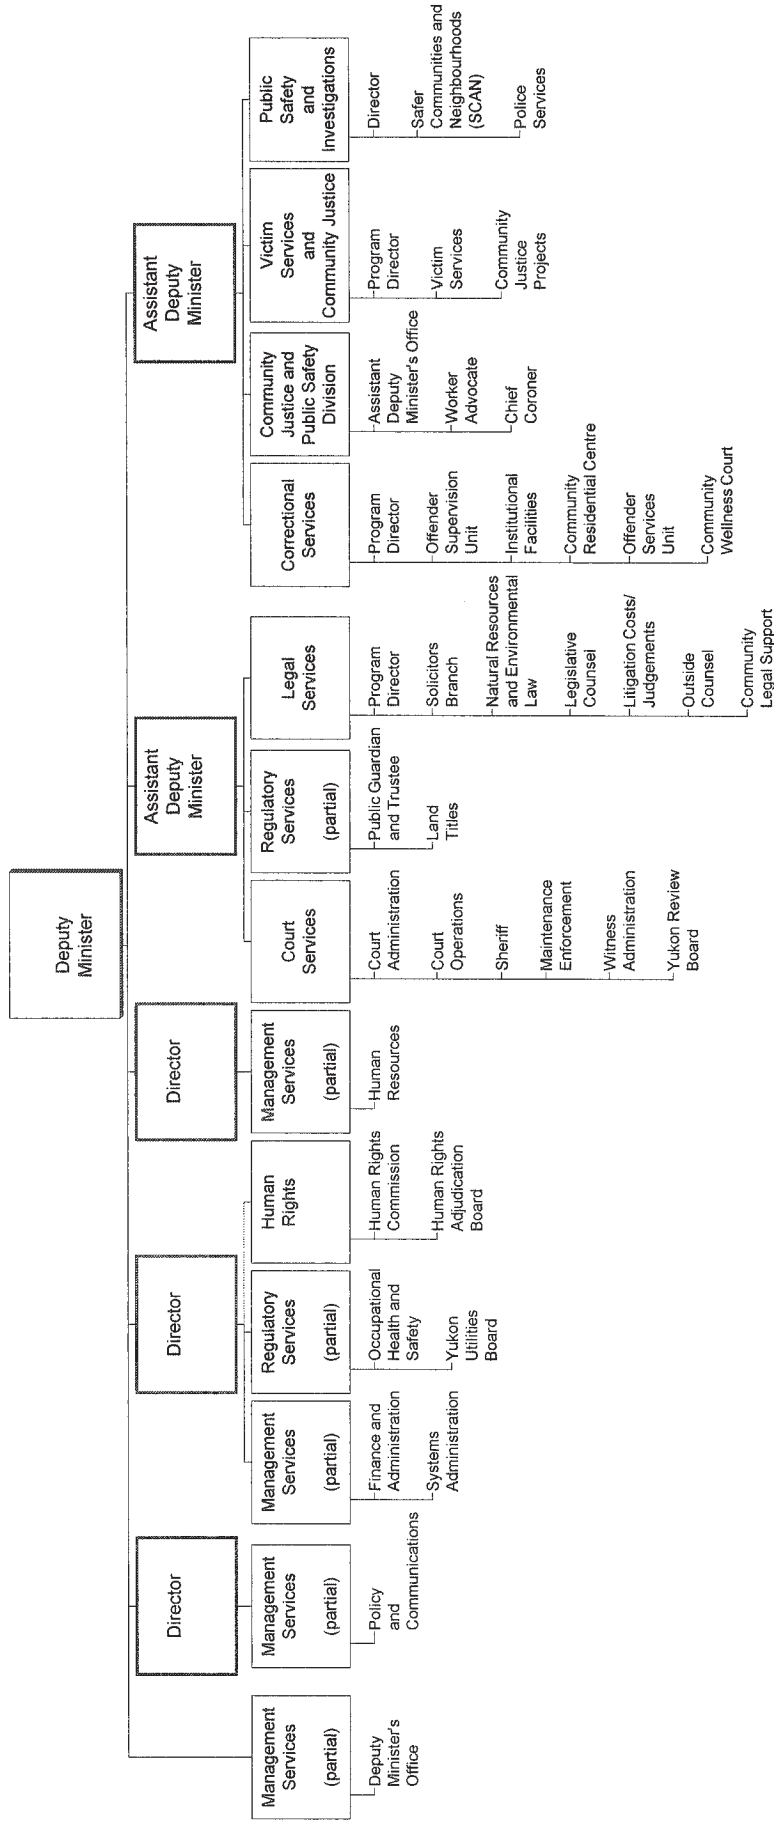 Deputy
Minister
Director
Director
Director
Assistant
Deputy
Minister
Assistant
Deputy
Minister
Management
Services
(partial)
Deputy
Minister's
Office
Management
Services
(partial)
Policy
and
Communications
Management
Services
(partial)
Finance and
Administration
Systems
Administration
Regulatory
Services
(partial)
Occupational
Health and
Safety
Yukon
Utilities
Board
Human
Rights
Human Rights
Commission
Human Rights
Adjudication
Board
Management
Services
(partial)
Human
Resources
Court
Services
Court
Administration
Court
Operations
Sheriff
Maintenance
Enforcement
Witness
Administration
Yukon Review
Board
Regulatory
Services
(partial)
Public Guardian
and Trustee
Land
Titles
Legal
Services
Program
Director
Solicitors
Branch
Natural Resources
and Environmental
Law
Legislative
Counsel
Litigation Costs/
Judgements
Outside
Counsel
Community
Legal Support
Correctional
Services
Program
Director
Offender
Supervision
Unit
Institutional
Facilities
Community
Residential Centre
Offender
Services
Unit
Community
Wellness Court
Community
Justice and
Public Safety
Division
Assistant
Deputy
Minister's Office
Worker
Advocate
Chief
Coroner
Victim
Services
and
Community Justice
Program
Director
Victim
Services
Community
Justice
Projects
Public
Safety
and
Investigations
Director
Safer
Communities and
Neighbourhoods
(SCAN)
Police
Services